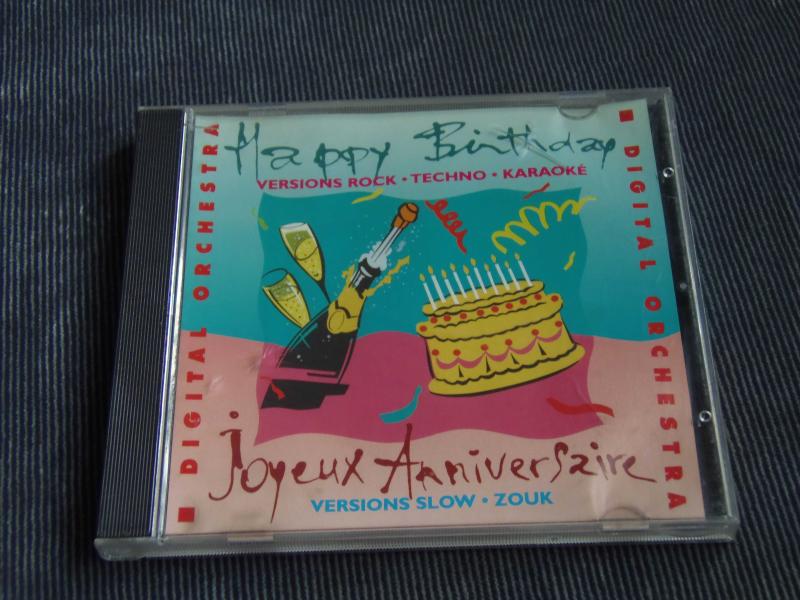 Happy Birthday
VERSIONS ROCK • TECHNO • KARAOKÉ
DIGITAL ORCHESTRA
DIGITAL ORCHESTRA
Joyeux Anniversaire
VERSIONS SLOW • ZOUK